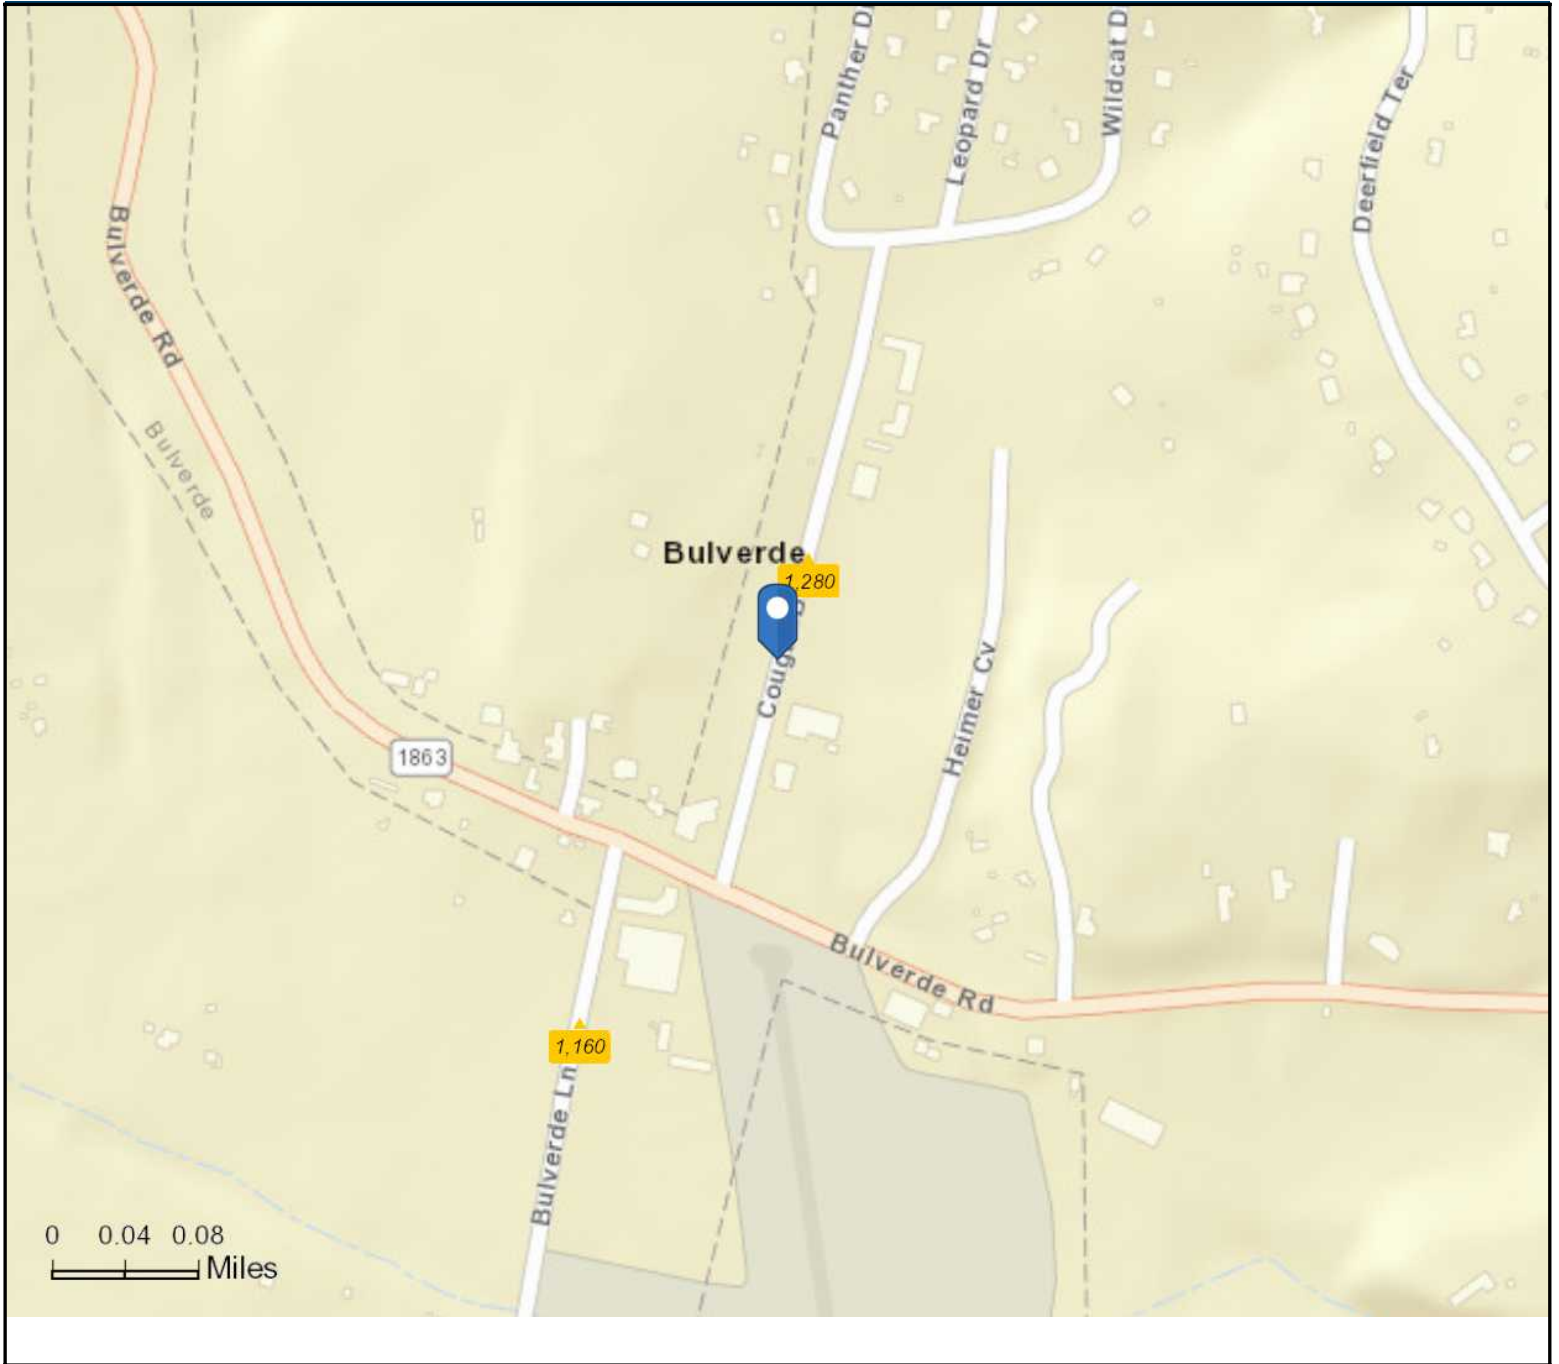 Panther D
Leopard Dr
Wildcat D
Deerfield Ter
Bulverde Rd
Bulverde
Bulverde
1,280
Coug
Heimer Cv
1863
Bulverde Rd
1,160
Bulverde Ln
0 0.04 0.08
Miles